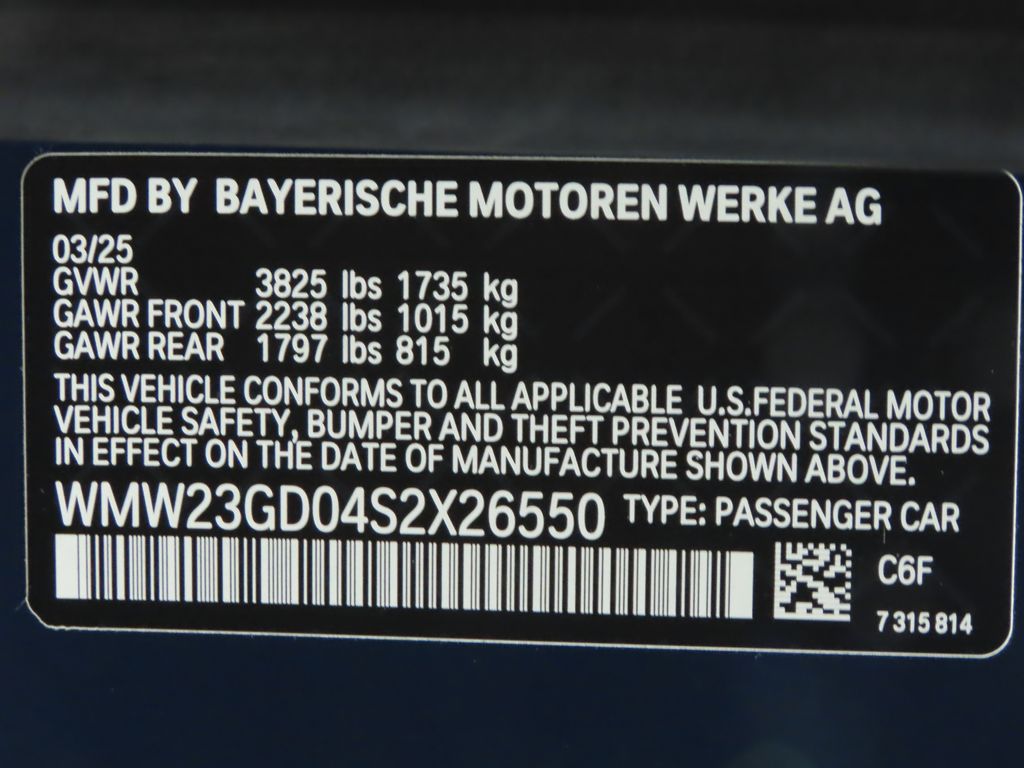 MFD BY BAYERISCHE MOTOREN WERKE AG
03/25
GVWR 3825 lbs 1735 kg
GAWR FRONT 2238 lbs 1015 kg
GAWR REAR 1797 lbs 815 kg
THIS VEHICLE CONFORMS TO ALL APPLICABLE U.S.FEDERAL MOTOR
VEHICLE SAFETY, BUMPER AND THEFT PREVENTION STANDARDS
IN EFFECT ON THE DATE OF MANUFACTURE SHOWN ABOVE.
WMW23GD04S2X26550 TYPE: PASSENGER CAR
C6F
7 315 814